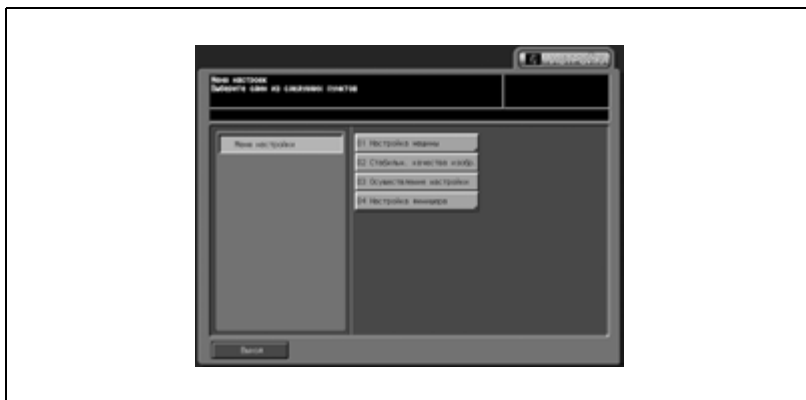 Меню настроек
Выберите один из следующих пунктов
Меню настройки
01 Настройка машины
02 Стабильн. качества изобр.
03 Осуществление настройки
04 Настройка финишера
Выход